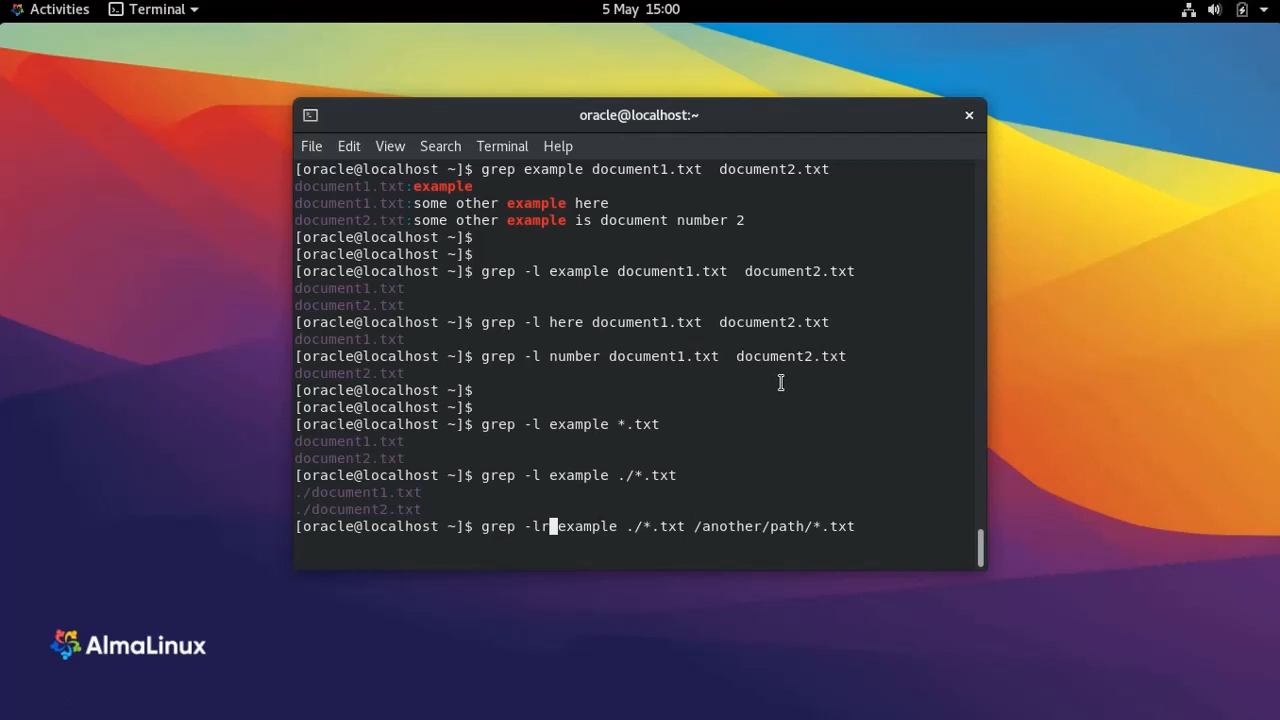 Activities Terminal 5 May 15:00
oracle@localhost:~ ×
File Edit View Search Terminal Help
[oracle@localhost ~]$ grep example document1.txt  document2.txt
document1.txt:example
document1.txt:some other example here
document2.txt:some other example is document number 2
[oracle@localhost ~]$
[oracle@localhost ~]$
[oracle@localhost ~]$ grep -l example document1.txt  document2.txt
document1.txt
document2.txt
[oracle@localhost ~]$ grep -l here document1.txt  document2.txt
document1.txt
[oracle@localhost ~]$ grep -l number document1.txt  document2.txt
document2.txt
[oracle@localhost ~]$
[oracle@localhost ~]$
[oracle@localhost ~]$ grep -l example *.txt
document1.txt
document2.txt
[oracle@localhost ~]$ grep -l example ./*.txt
./document1.txt
./document2.txt
[oracle@localhost ~]$ grep -lr example ./*.txt /another/path/*.txt
AlmaLinux